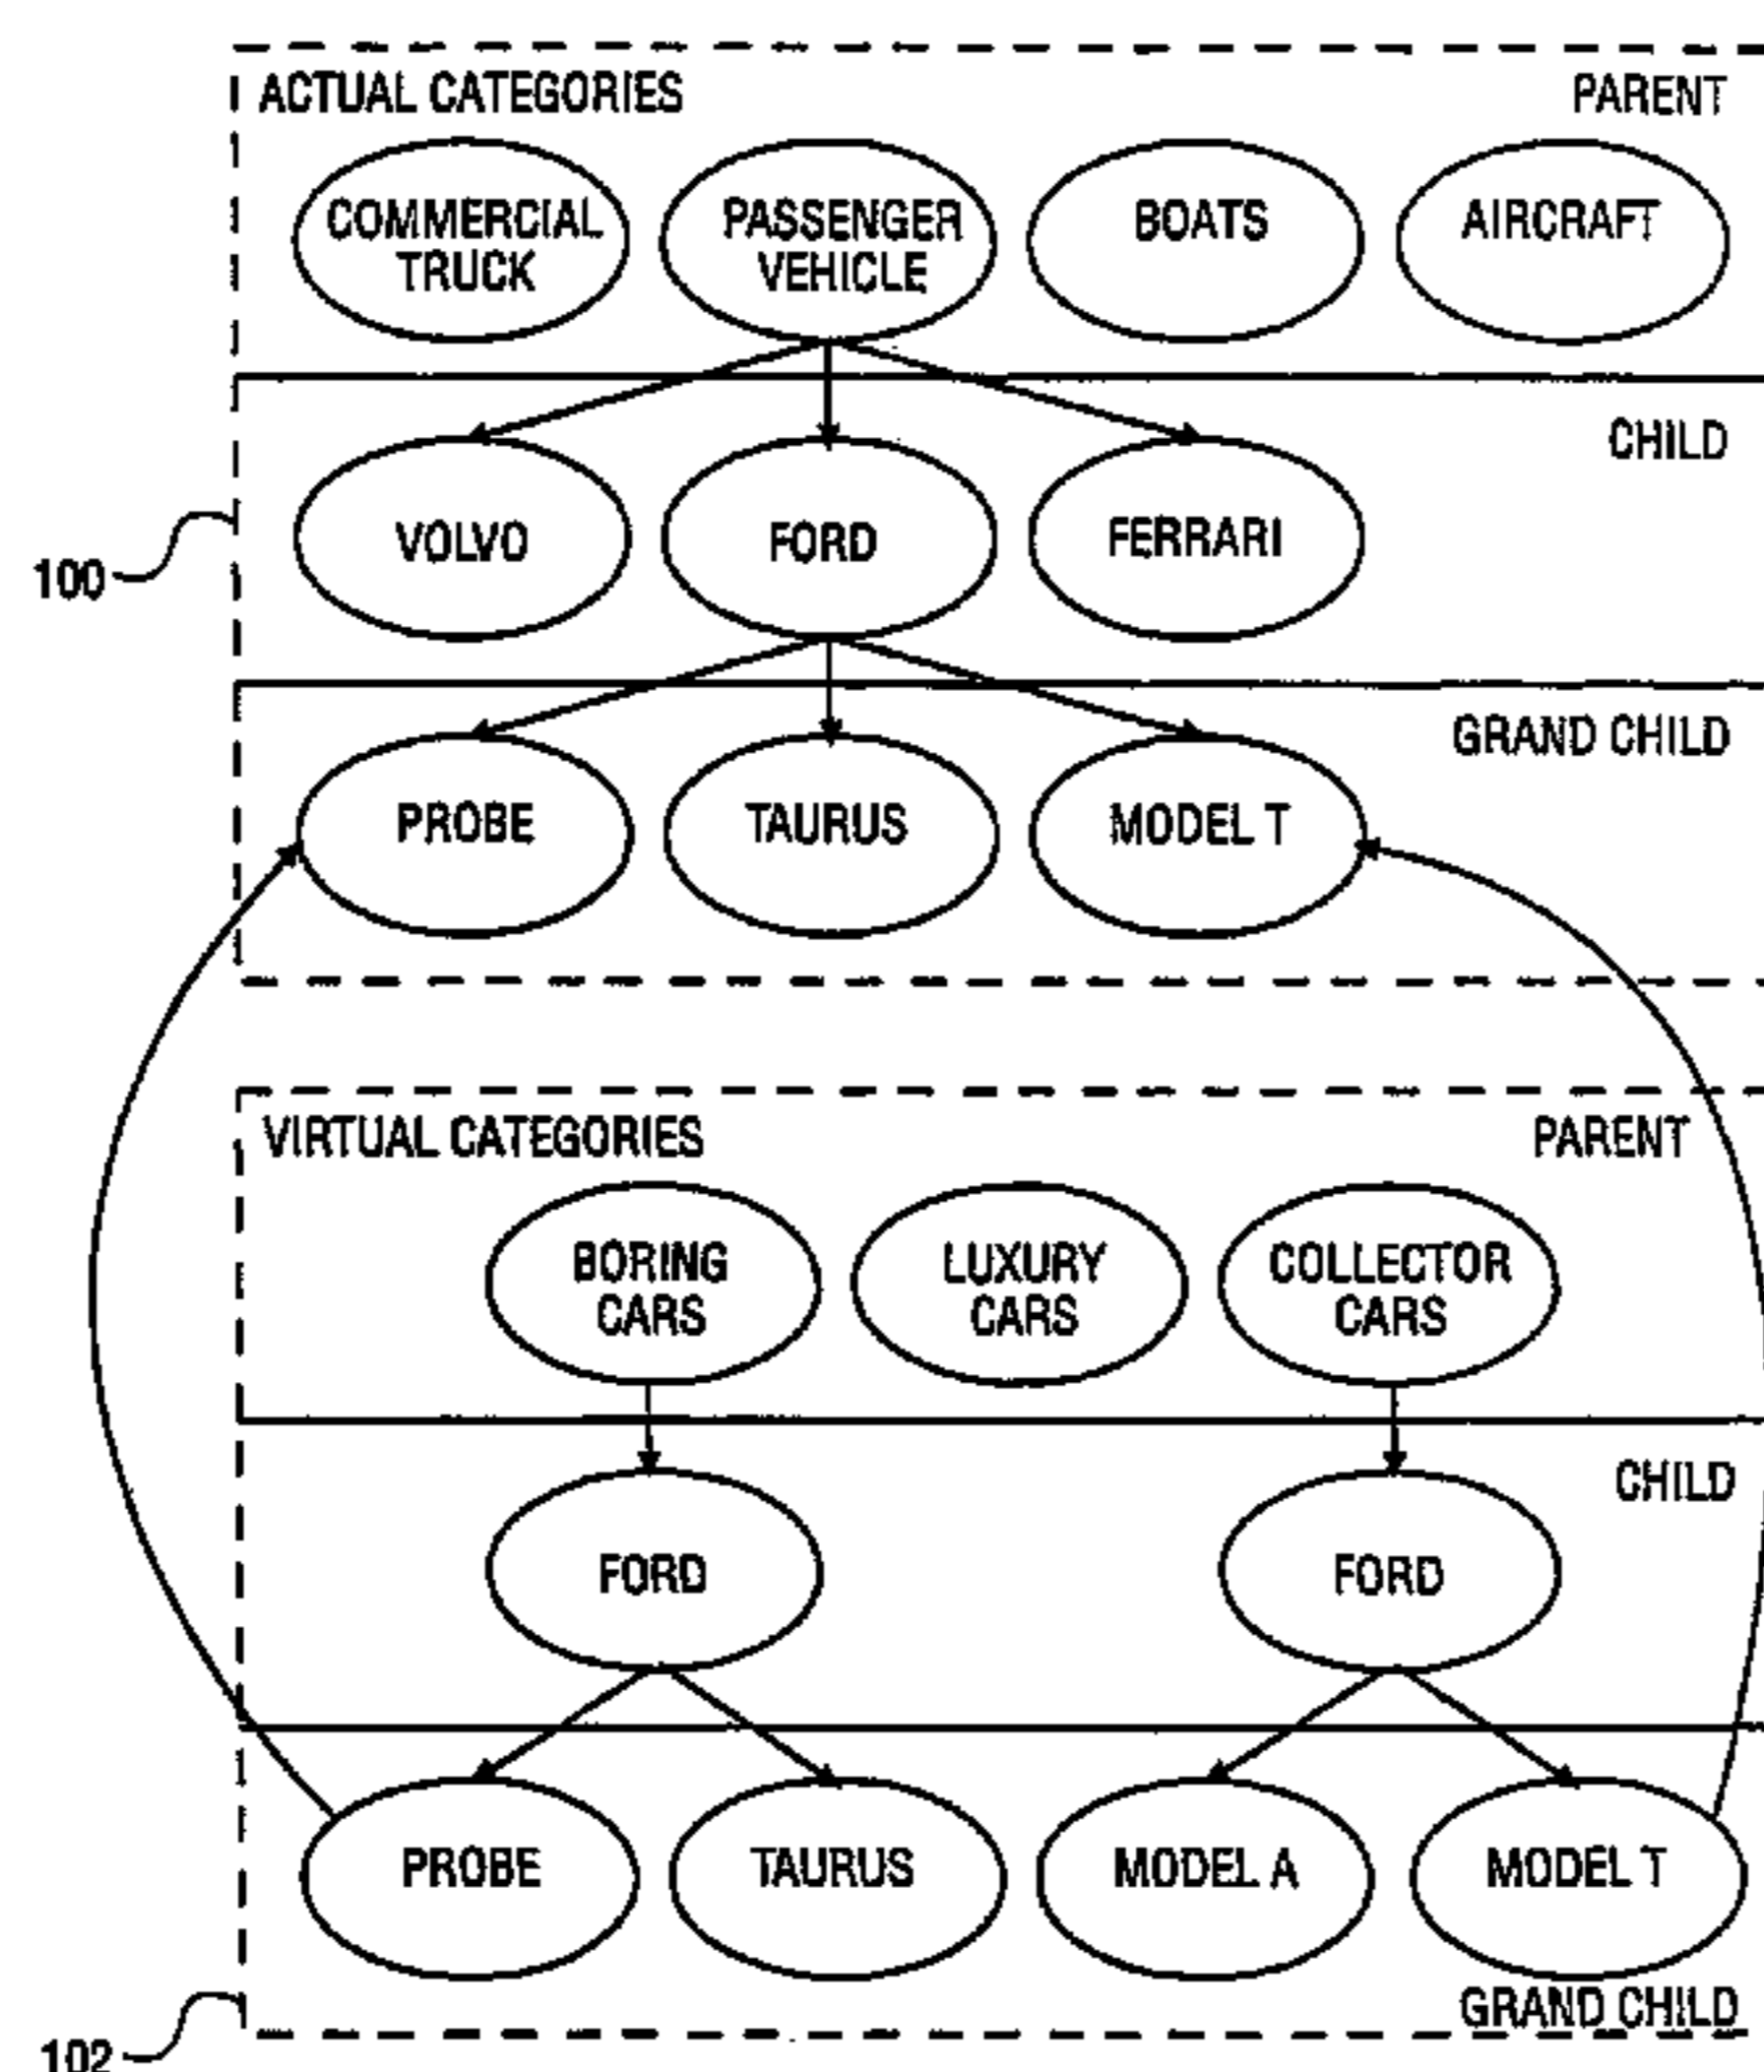 ACTUAL CATEGORIES
PARENT
COMMERCIAL
TRUCK
PASSENGER
VEHICLE
BOATS
AIRCRAFT
CHILD
VOLVO
FORD
FERRARI
100
GRAND CHILD
PROBE
TAURUS
MODEL T
VIRTUAL CATEGORIES
PARENT
BORING
CARS
LUXURY
CARS
COLLECTOR
CARS
CHILD
FORD
FORD
PROBE
TAURUS
MODEL A
MODEL T
GRAND CHILD
102